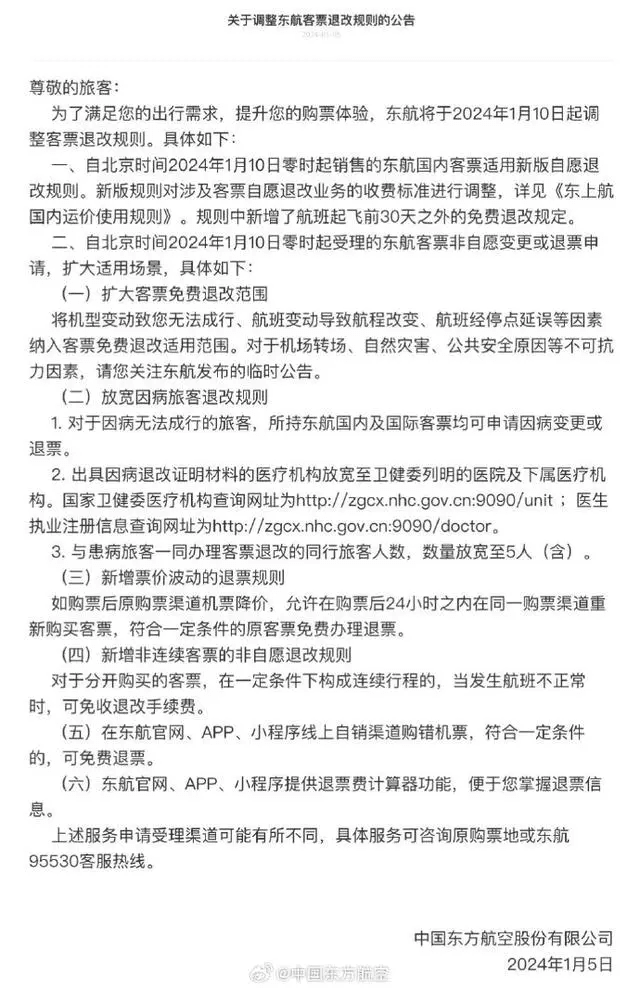 关于调整东航客票退改规则的公告
2024-01-05
尊敬的旅客：
为了满足您的出行需求，提升您的购票体验，东航将于2024年1月10日起调
整客票退改规则。具体如下：
一、自北京时间2024年1月10日零时起销售的东航国内客票适用新版自愿退
改规则。新版规则对涉及客票自愿退改业务的收费标准进行调整，详见《东上航
国内运价使用规则》。规则中新增了航班起飞前30天之外的免费退改规定。
二、自北京时间2024年1月10日零时起受理的东航客票非自愿变更或退票申
请，扩大适用场景，具体如下：
（一）扩大客票免费退改范围
将机型变动致您无法成行、航班变动导致航程改变、航班经停点延误等因素
纳入客票免费退改适用范围。对于机场转场、自然灾害、公共安全原因等不可抗
力因素，请您关注东航发布的临时公告。
（二）放宽因病旅客退改规则
1. 对于因病无法成行的旅客，所持东航国内及国际客票均可申请因病变更或
退票。
2. 出具因病退改证明材料的医疗机构放宽至卫健委列明的医院及下属医疗机
构。国家卫健委医疗机构查询网址为http://zgcx.nhc.gov.cn:9090/unit ；医生
执业注册信息查询网址为http://zgcx.nhc.gov.cn:9090/doctor。
3. 与患病旅客一同办理客票退改的同行旅客人数，数量放宽至5人（含）。
（三）新增票价波动的退票规则
如购票后原购票渠道机票降价，允许在购票后24小时之内在同一购票渠道重
新购买客票，符合一定条件的原客票免费办理退票。
（四）新增非连续客票的非自愿退改规则
对于分开购买的客票，在一定条件下构成连续行程的，当发生航班不正常
时，可免收退改手续费。
（五）在东航官网、APP、小程序线上自销渠道购错机票，符合一定条件
的，可免费退票。
（六）东航官网、APP、小程序提供退票费计算器功能，便于您掌握退票信
息。
上述服务申请受理渠道可能有所不同，具体服务可咨询原购票地或东航
95530客服热线。
中国东方航空股份有限公司
2024年1月5日
@中国东方航空